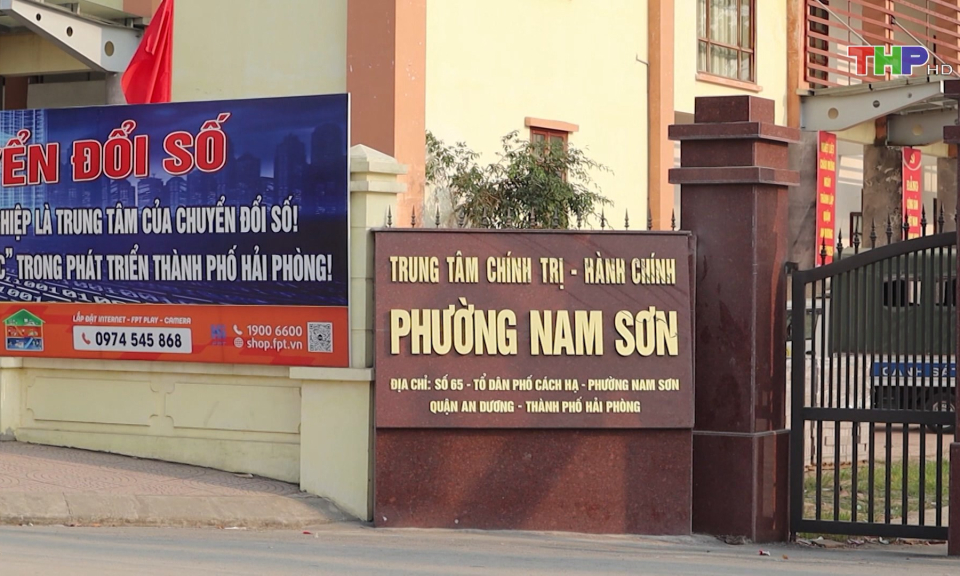 THP HD
ỂN ĐỔI SỐ
HIỆP LÀ TRUNG TÂM CỦA CHUYỂN ĐỔI SỐ!
" TRONG PHÁT TRIỂN THÀNH PHỐ HẢI PHÒNG!
LẮP ĐẶT INTERNET - FPT PLAY - CAMERA
0974 545 868
1900 6600
shop.fpt.vn
TRUNG TÂM CHÍNH TRỊ - HÀNH CHÍNH
PHƯỜNG NAM SƠN
ĐỊA CHỈ: SỐ 65 - TỔ DÂN PHỐ CÁCH HẠ - PHƯỜNG NAM SƠN
QUẬN AN DƯƠNG - THÀNH PHỐ HẢI PHÒNG